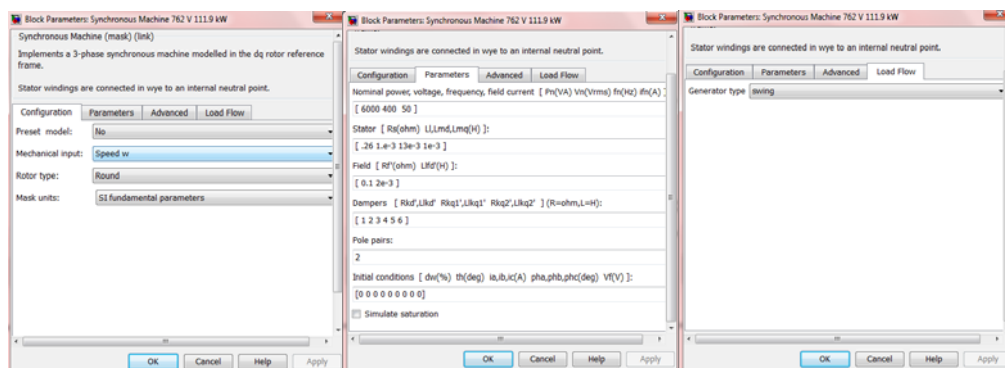 Block Parameters: Synchronous Machine 762 V 111.9 kW
Synchronous Machine (mask) (link)
Implements a 3-phase synchronous machine modelled in the dq rotor reference
frame.
Stator windings are connected in wye to an internal neutral point.
Configuration Parameters Advanced Load Flow
Preset model: No
Mechanical input: Speed w
Rotor type: Round
Mask units: SI fundamental parameters
OK Cancel Help Apply
Block Parameters: Synchronous Machine 762 V 111.9 kW
Stator windings are connected in wye to an internal neutral point.
Configuration Parameters Advanced Load Flow
Nominal power, voltage, frequency, field current [ Pn(VA) Vn(Vrms) fn(Hz) ifn(A) ]
[ 6000 400 50 ]
Stator [ Rs(ohm) Ll,Lmd,Lmq(H) ]:
[ .26 1.e-3 13e-3 1e-3 ]
Field [ Rf'(ohm) Llfd'(H) ]:
[ 0.1 2e-3 ]
Dampers [ Rkd',Llkd' Rkq1',Llkq1' Rkq2',Llkq2' ] (R=ohm,L=H):
[ 1 2 3 4 5 6 ]
Pole pairs:
2
Initial conditions [ dw(%) th(deg) ia,ib,ic(A) pha,phb,phc(deg) Vf(V) ]:
[0 0 0 0 0 0 0 0 0]
Simulate saturation
OK Cancel Help Apply
Block Parameters: Synchronous Machine 762 V 111.9 kW
Stator windings are connected in wye to an internal neutral point.
Configuration Parameters Advanced Load Flow
Generator type swing
OK Cancel Help Apply